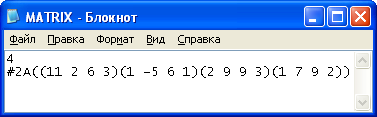 MATRIX - Блокнот
Файл Правка Формат Вид Справка
4
#2A((11 2 6 3)(1 -5 6 1)(2 9 9 3)(1 7 9 2))